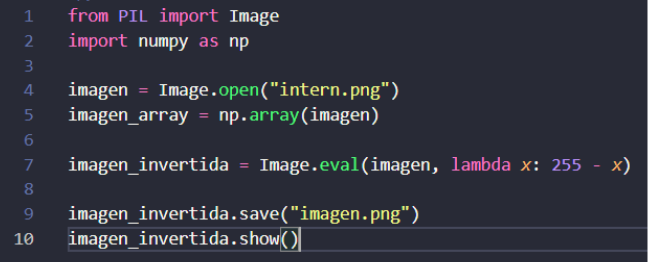 1 from PIL import Image
2 import numpy as np
3
4 imagen = Image.open("intern.png")
5 imagen_array = np.array(imagen)
6
7 imagen_invertida = Image.eval(imagen, lambda x: 255 - x)
8
9 imagen_invertida.save("imagen.png")
10 imagen_invertida.show()